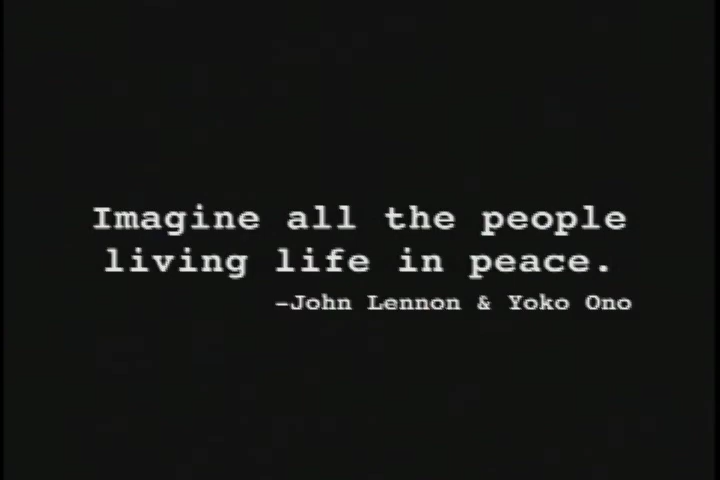 Imagine all the people
living life in peace.
-John Lennon & Yoko Ono